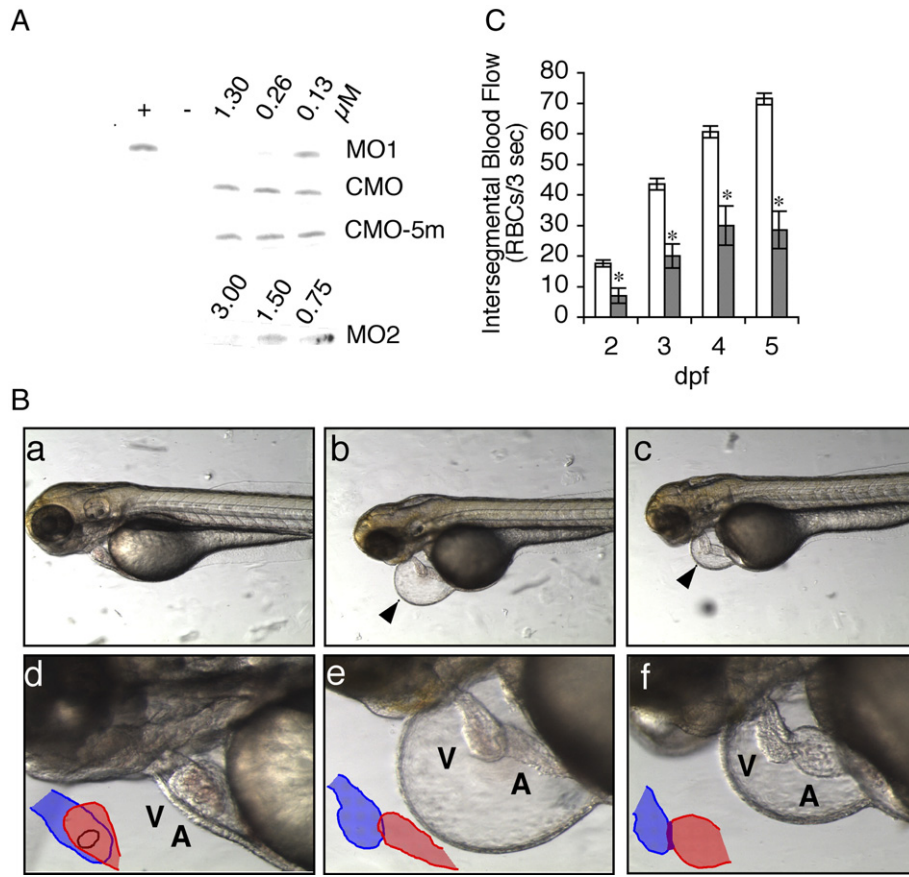 A
+ - 1.30 0.26 0.13 µM
MO1
CMO
CMO-5m
3.00 1.50 0.75
MO2
C
Intersegmental Blood Flow
(RBCs/3 sec)
80
70
60
50
40
30
20
10
0
* * * *
2 3 4 5
dpf
B
a b c
d e f
V A
V A
V A